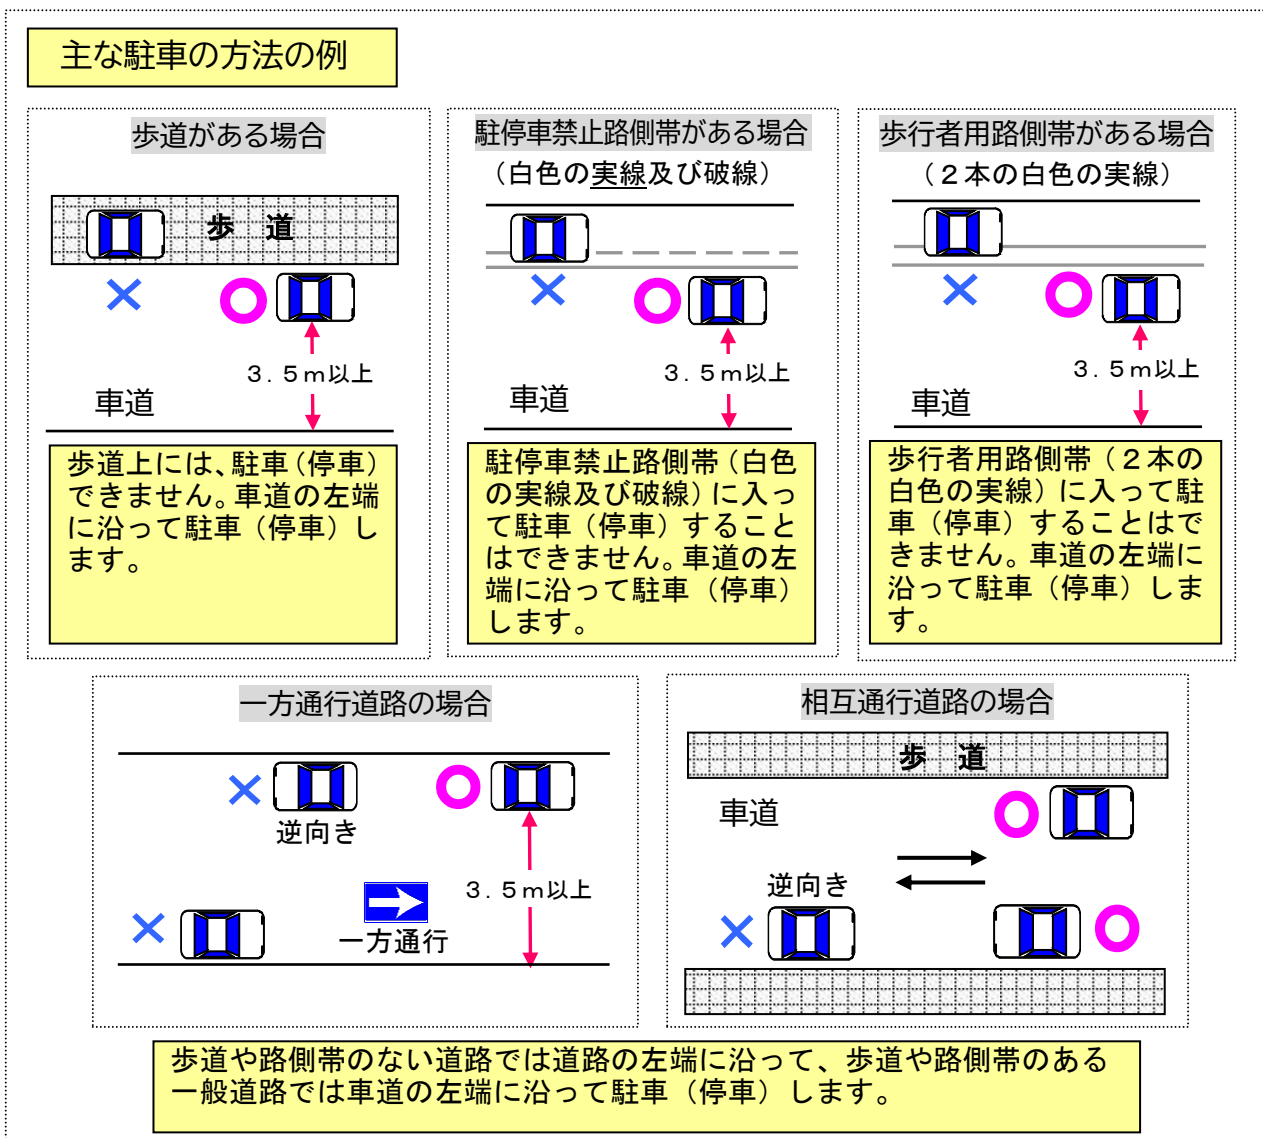 主な駐車の方法の例
歩道がある場合
歩 道
3.5m以上
車道
歩道上には、駐車(停車)
できません。車道の左端
に沿って駐車(停車)し
ます。
駐停車禁止路側帯がある場合
(白色の実線及び破線)
3.5m以上
車道
駐停車禁止路側帯(白色
の実線及び破線)に入っ
て駐車(停車)すること
はできません。車道の左
端に沿って駐車(停車)
します。
歩行者用路側帯がある場合
(2本の白色の実線)
3.5m以上
車道
歩行者用路側帯(2本の
白色の実線)に入って駐
車(停車)することはで
きません。車道の左端に
沿って駐車(停車)しま
す。
一方通行道路の場合
逆向き
3.5m以上
一方通行
相互通行道路の場合
歩 道
車道
逆向き
歩道や路側帯のない道路では道路の左端に沿って、歩道や路側帯のある
一般道路では車道の左端に沿って駐車(停車)します。